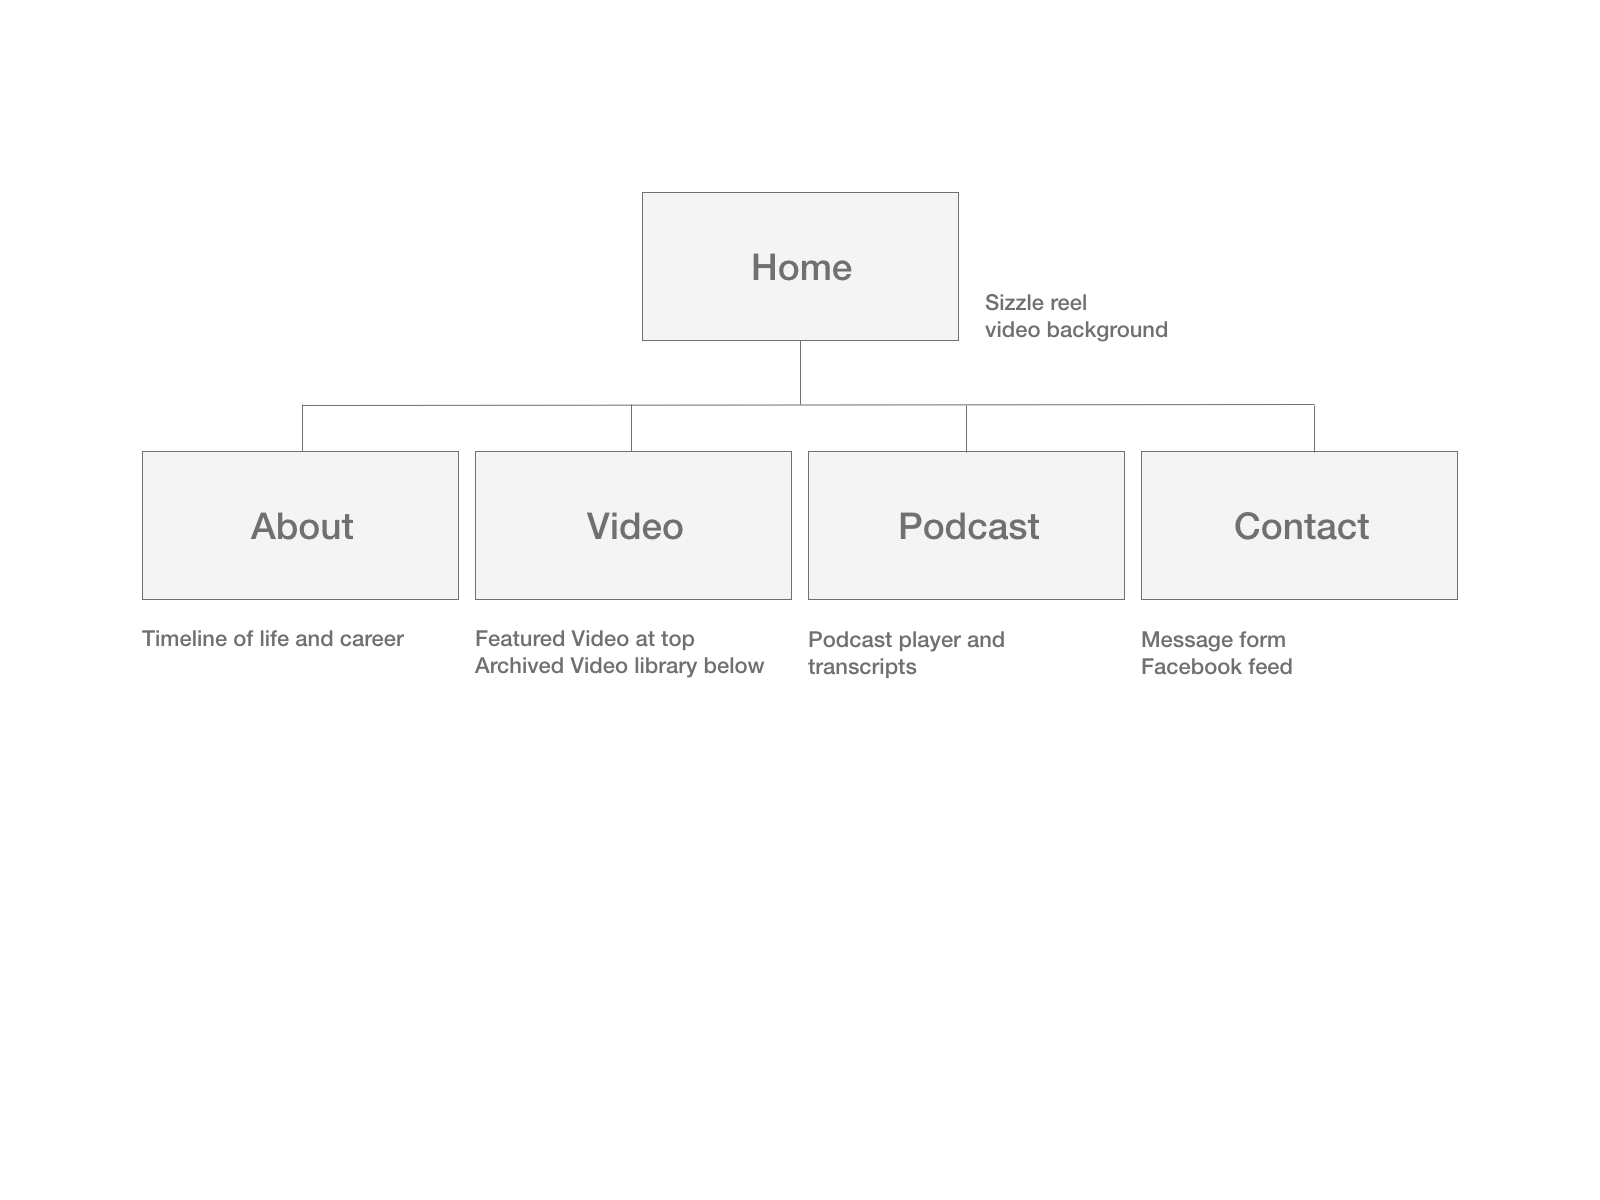 Home
Sizzle reel
video background
About
Video
Podcast
Contact
Timeline of life and career
Featured Video at top
Archived Video library below
Podcast player and
transcripts
Message form
Facebook feed